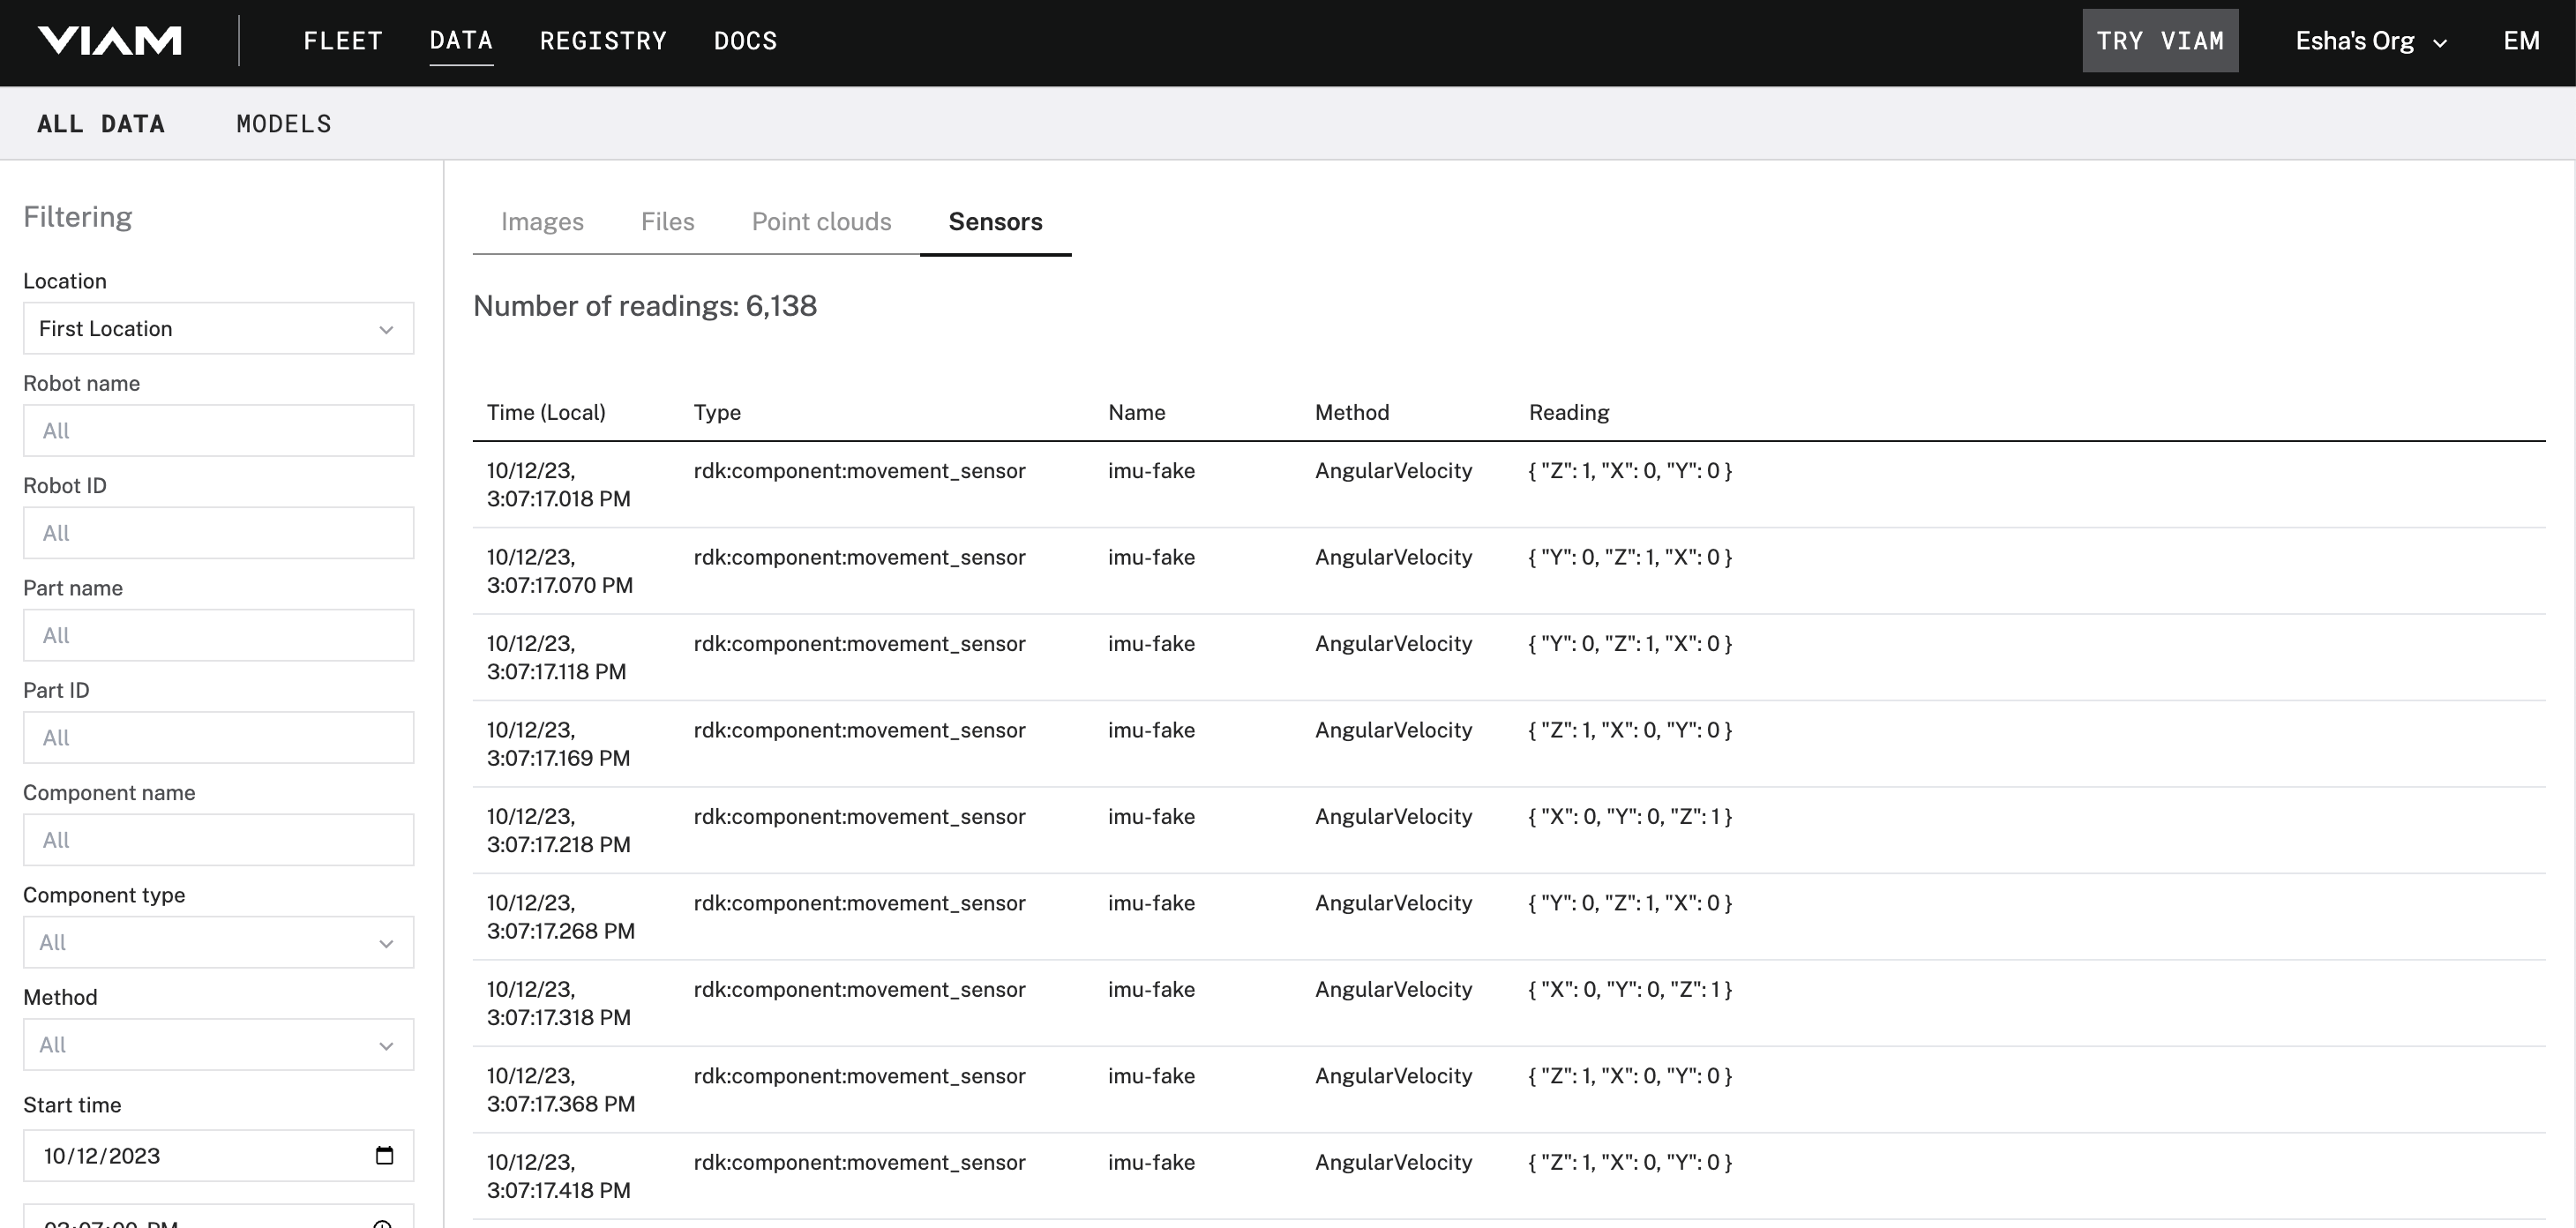 VIAM
FLEET
DATA
REGISTRY
DOCS
TRY VIAM
Esha's Org
EM
ALL DATA
MODELS
Filtering
Location
First Location
Robot name
All
Robot ID
All
Part name
All
Part ID
All
Component name
All
Component type
All
Method
All
Start time
10/12/2023
03:07:00 PM
Images
Files
Point clouds
Sensors
Number of readings: 6,138
Time (Local) Type Name Method Reading
10/12/23, rdk:component:movement_sensor imu-fake AngularVelocity { "Z": 1, "X": 0, "Y": 0 }
3:07:17.018 PM
10/12/23, rdk:component:movement_sensor imu-fake AngularVelocity { "Y": 0, "Z": 1, "X": 0 }
3:07:17.070 PM
10/12/23, rdk:component:movement_sensor imu-fake AngularVelocity { "Y": 0, "Z": 1, "X": 0 }
3:07:17.118 PM
10/12/23, rdk:component:movement_sensor imu-fake AngularVelocity { "Z": 1, "X": 0, "Y": 0 }
3:07:17.169 PM
10/12/23, rdk:component:movement_sensor imu-fake AngularVelocity { "X": 0, "Y": 0, "Z": 1 }
3:07:17.218 PM
10/12/23, rdk:component:movement_sensor imu-fake AngularVelocity { "Y": 0, "Z": 1, "X": 0 }
3:07:17.268 PM
10/12/23, rdk:component:movement_sensor imu-fake AngularVelocity { "X": 0, "Y": 0, "Z": 1 }
3:07:17.318 PM
10/12/23, rdk:component:movement_sensor imu-fake AngularVelocity { "Z": 1, "X": 0, "Y": 0 }
3:07:17.368 PM
10/12/23, rdk:component:movement_sensor imu-fake AngularVelocity { "Z": 1, "X": 0, "Y": 0 }
3:07:17.418 PM